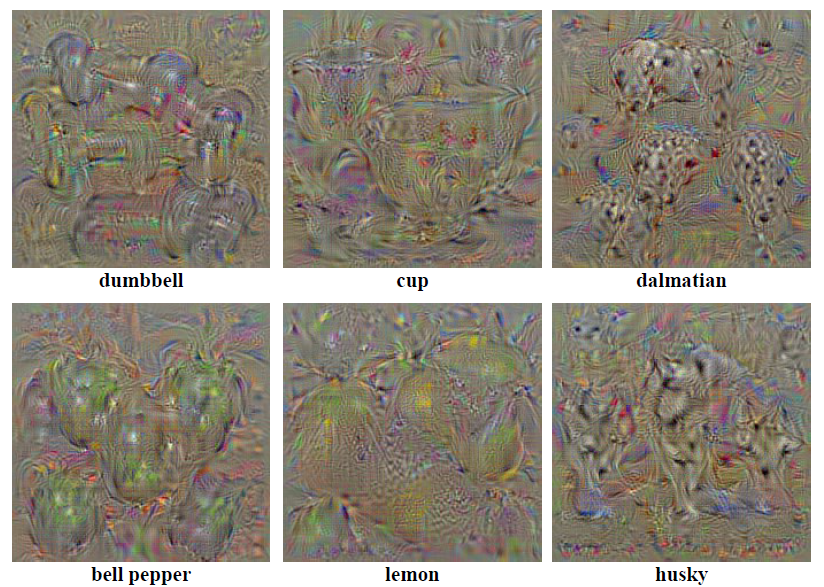 dumbbell
cup
dalmatian
bell pepper
lemon
husky